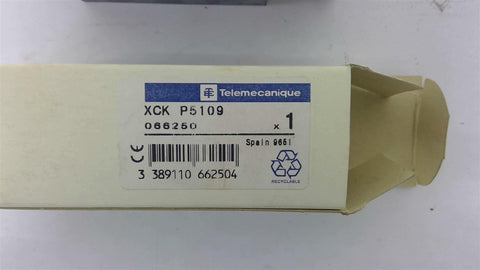 Telemecanique
XCK P5109
066250 x 1
Spain 9651
CE
3 389110 662504
RECYCLABLE